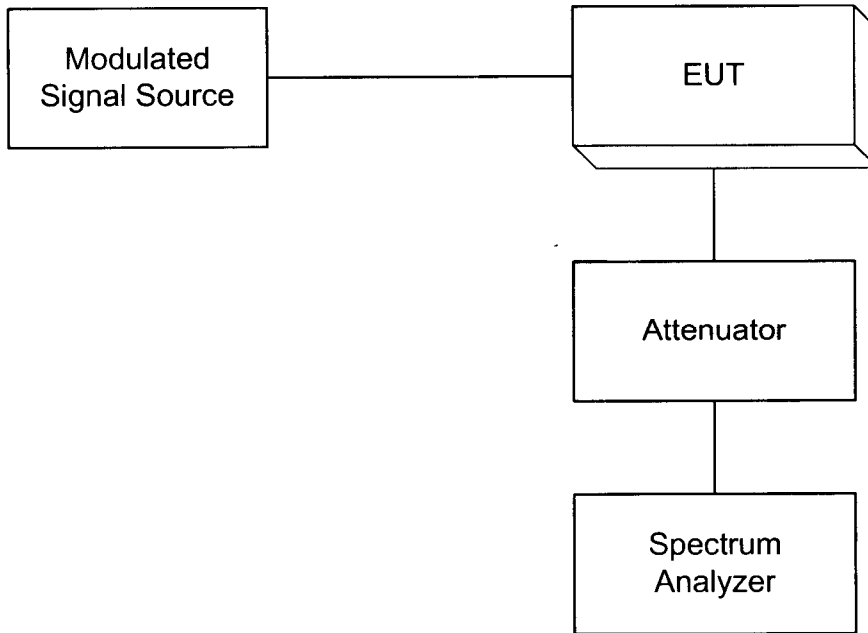 Modulated
Signal Source
EUT
Attenuator
Spectrum
Analyzer